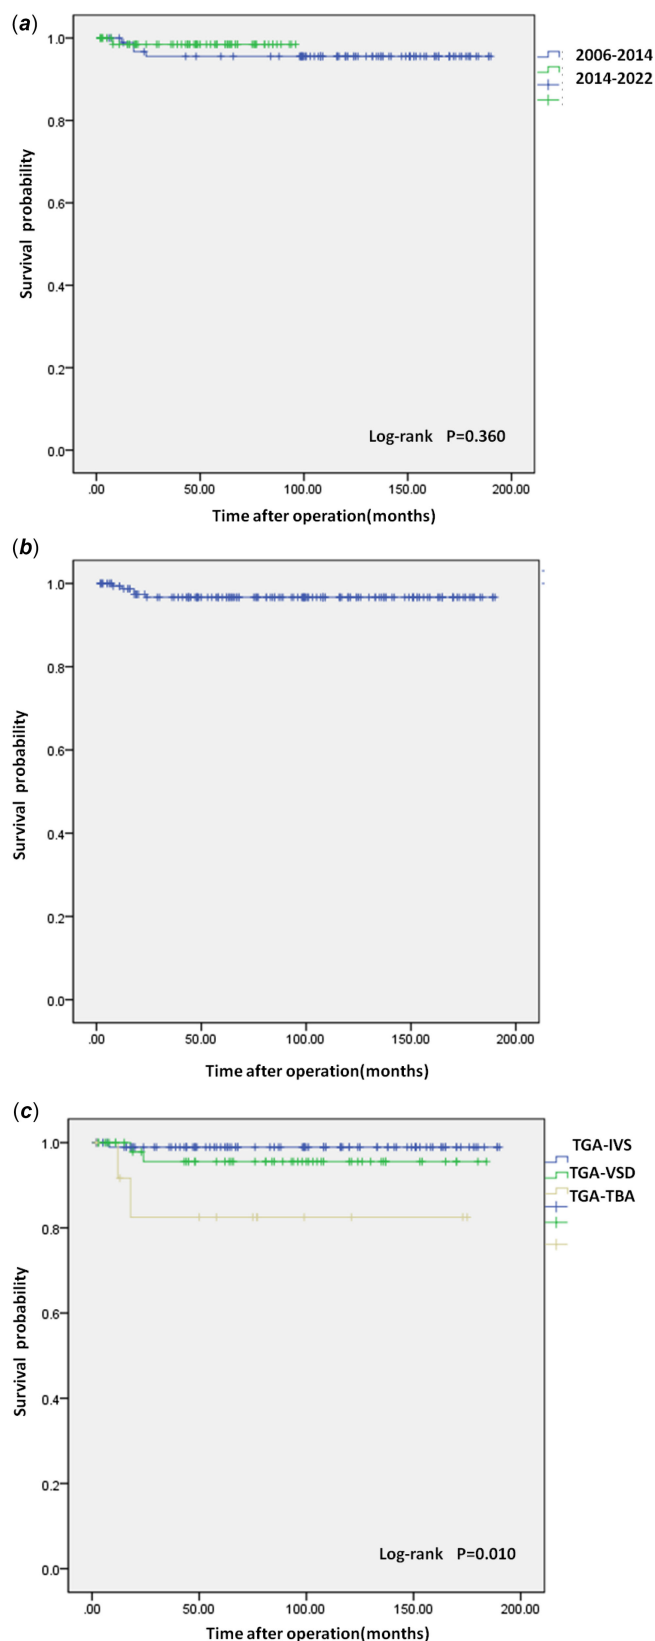 (a)
1.0
2006-2014
2014-2022
0.8
0.6
0.4
0.2
0.0
Survival probability
Log-rank P=0.360
.00 50.00 100.00 150.00 200.00
Time after operation(months)
(b)
1.0
0.8
0.6
0.4
0.2
0.0
Survival probability
.00 50.00 100.00 150.00 200.00
Time after operation(months)
(c)
1.0
TGA-IVS
TGA-VSD
TGA-TBA
0.8
0.6
0.4
0.2
0.0
Survival probability
Log-rank P=0.010
.00 50.00 100.00 150.00 200.00
Time after operation(months)